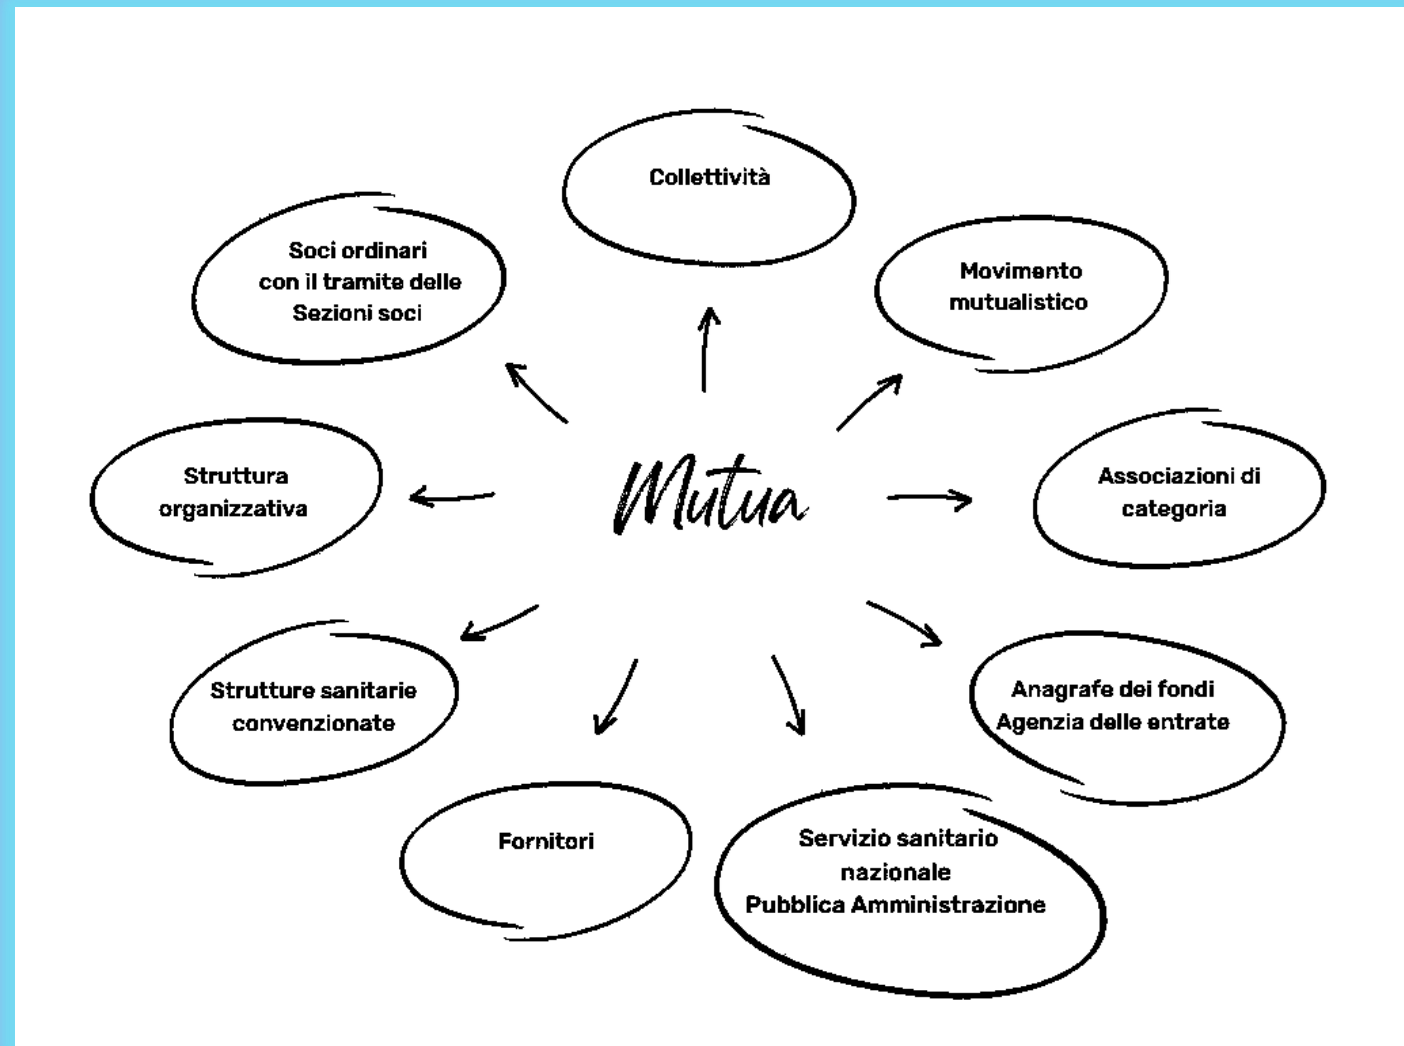 Collettività
Soci ordinari
con il tramite delle
Sezioni soci
Movimento
mutualistico
Struttura
organizzativa
Mutua
Associazioni di
categoria
Strutture sanitarie
convenzionate
Anagrafe dei fondi
Agenzia delle entrate
Fornitori
Servizio sanitario
nazionale
Pubblica Amministrazione